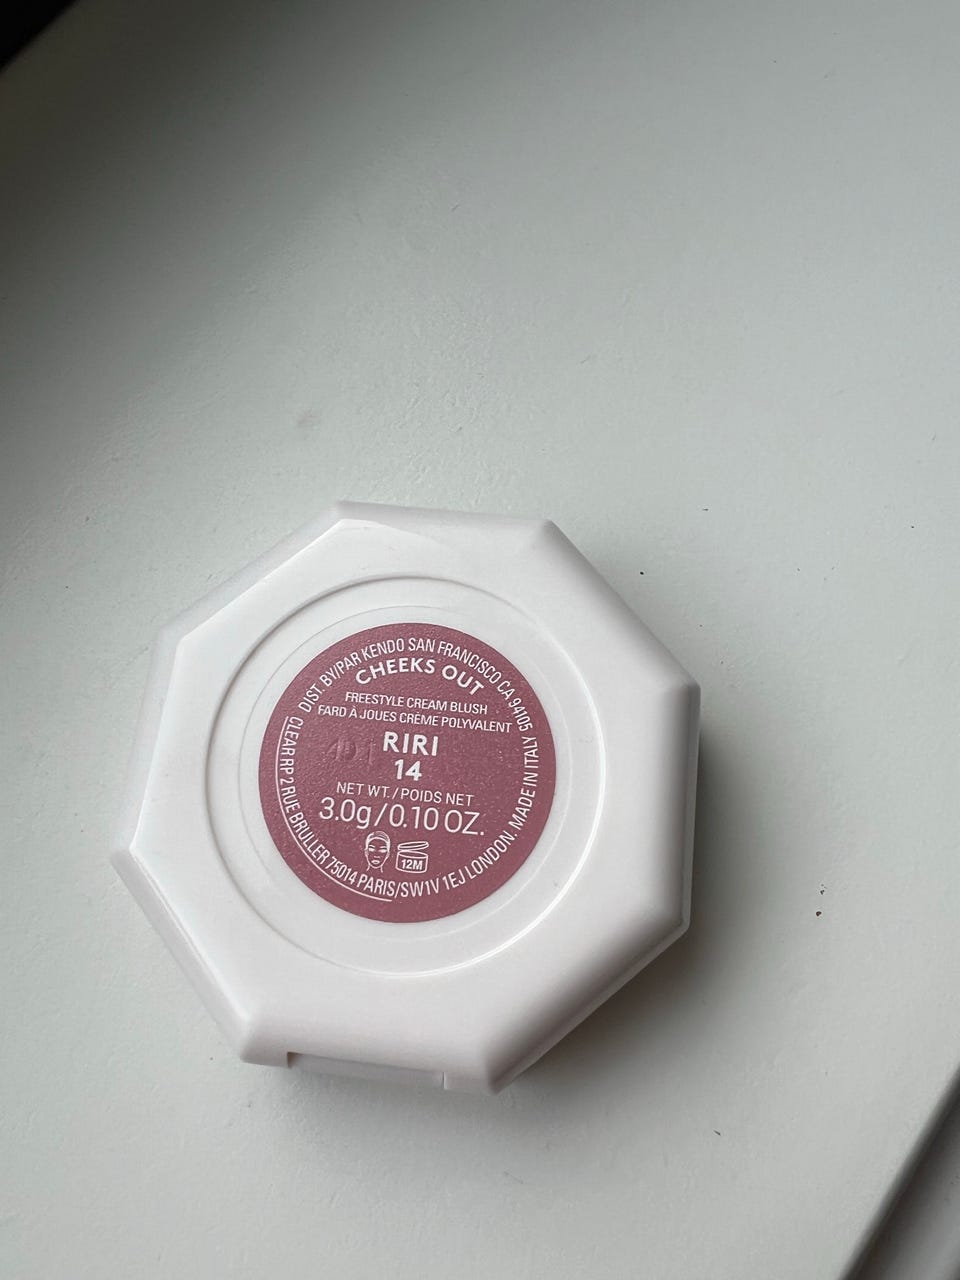 DIST. BY/PAR KENDO SAN FRANCISCO CA 94105
CHEEKS OUT
FREESTYLE CREAM BLUSH
FARD À JOUES CRÈME POLYVALENT
RIRI
14
NET WT./POIDS NET
3.0g/0.10 OZ.
12M
CLEARRP 2 RUE BRULLER 75014 PARIS/SW1V 1EJ LONDON. MADE IN ITALY